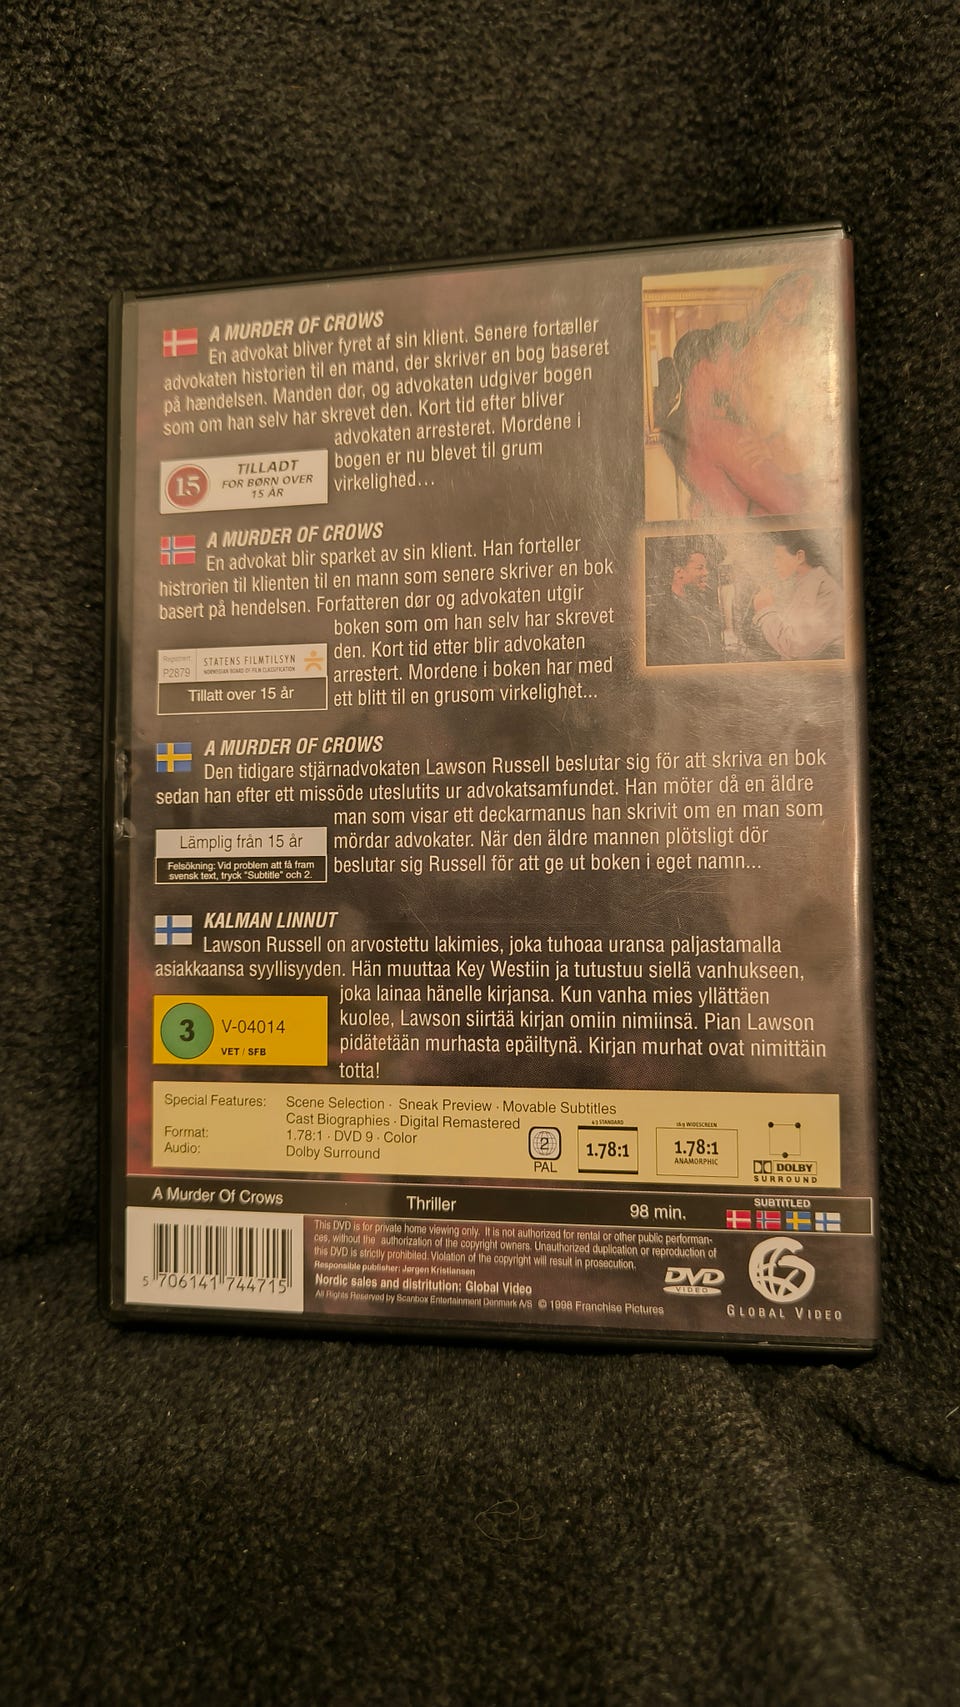 A MURDER OF CROWS
En advokat bliver fyret af sin klient. Senere fortæller
advokaten historien til en mand, der skriver en bog baseret
på hændelsen. Manden dør, og advokaten udgiver bogen
som om han selv har skrevet den. Kort tid efter bliver
advokaten arresteret. Mordene i
bogen er nu blevet til grum
virkelighed...
15
TILLADT
FOR BØRN OVER
15 ÅR
A MURDER OF CROWS
En advokat blir sparket av sin klient. Han forteller
histrorien til klienten til en mann som senere skriver en bok
basert på hendelsen. Forfatteren dør og advokaten utgir
boken som om han selv har skrevet
den. Kort tid etter blir advokaten
arrestert. Mordene i boken har med
ett blitt til en grusom virkelighet...
Registrert
P2879
STATENS FILMTILSYN
NORWEGIAN BOARD OF FILM CLASSIFICATION
Tillatt over 15 år
A MURDER OF CROWS
Den tidigare stjärnadvokaten Lawson Russell beslutar sig för att skriva en bok
sedan han efter ett missöde uteslutits ur advokatsamfundet. Han möter då en äldre
man som visar ett deckarmanus han skrivit om en man som
mördar advokater. När den äldre mannen plötsligt dör
beslutar sig Russell för att ge ut boken i eget namn...
Lämplig från 15 år
Felsökning: Vid problem att få fram
svensk text, tryck "Subtitle" och 2.
KALMAN LINNUT
Lawson Russell on arvostettu lakimies, joka tuhoaa uransa paljastamalla
asiakkaansa syyllisyyden. Hän muuttaa Key Westiin ja tutustuu siellä vanhukseen,
joka lainaa hänelle kirjansa. Kun vanha mies yllättäen
kuolee, Lawson siirtää kirjan omiin nimiinsä. Pian Lawson
pidätetään murhasta epäiltynä. Kirjan murhat ovat nimittäin
totta!
3
V-04014
VET / SFB
Special Features: Scene Selection · Sneak Preview · Movable Subtitles
Cast Biographies · Digital Remastered
Format: 1.78:1 · DVD 9 · Color
Audio: Dolby Surround
2
PAL
4:3 STANDARD
1.78:1
16:9 WIDESCREEN
1.78:1
ANAMORPHIC
DOLBY
SURROUND
A Murder Of Crows Thriller 98 min.
SUBTITLED
5 706141 744715
This DVD is for private home viewing only. It is not authorized for rental or other public performan-
ces, without the authorization of the copyright owners. Unauthorized duplication or reproduction of
this DVD is strictly prohibited. Violation of the copyright will result in prosecution.
Responsible publisher: Jørgen Kristiansen
Nordic sales and distritution: Global Video
All Rights Reserved by Scanbox Entertainment Denmark A/S © 1998 Franchise Pictures
DVD
VIDEO
GLOBAL VIDEO